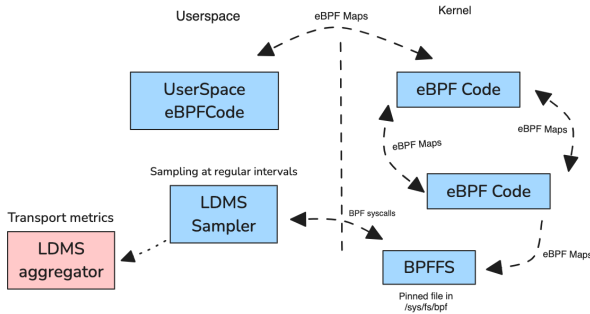 Userspace
eBPF Maps
Kernel
UserSpace
eBPFCode
eBPF Code
eBPF Maps
eBPF Maps
Sampling at regular intervals
LDMS
Sampler
eBPF Code
BPF syscalls
Transport metrics
LDMS
aggregator
BPFFS
eBPF Maps
Pinned file in
/sys/fs/bpf